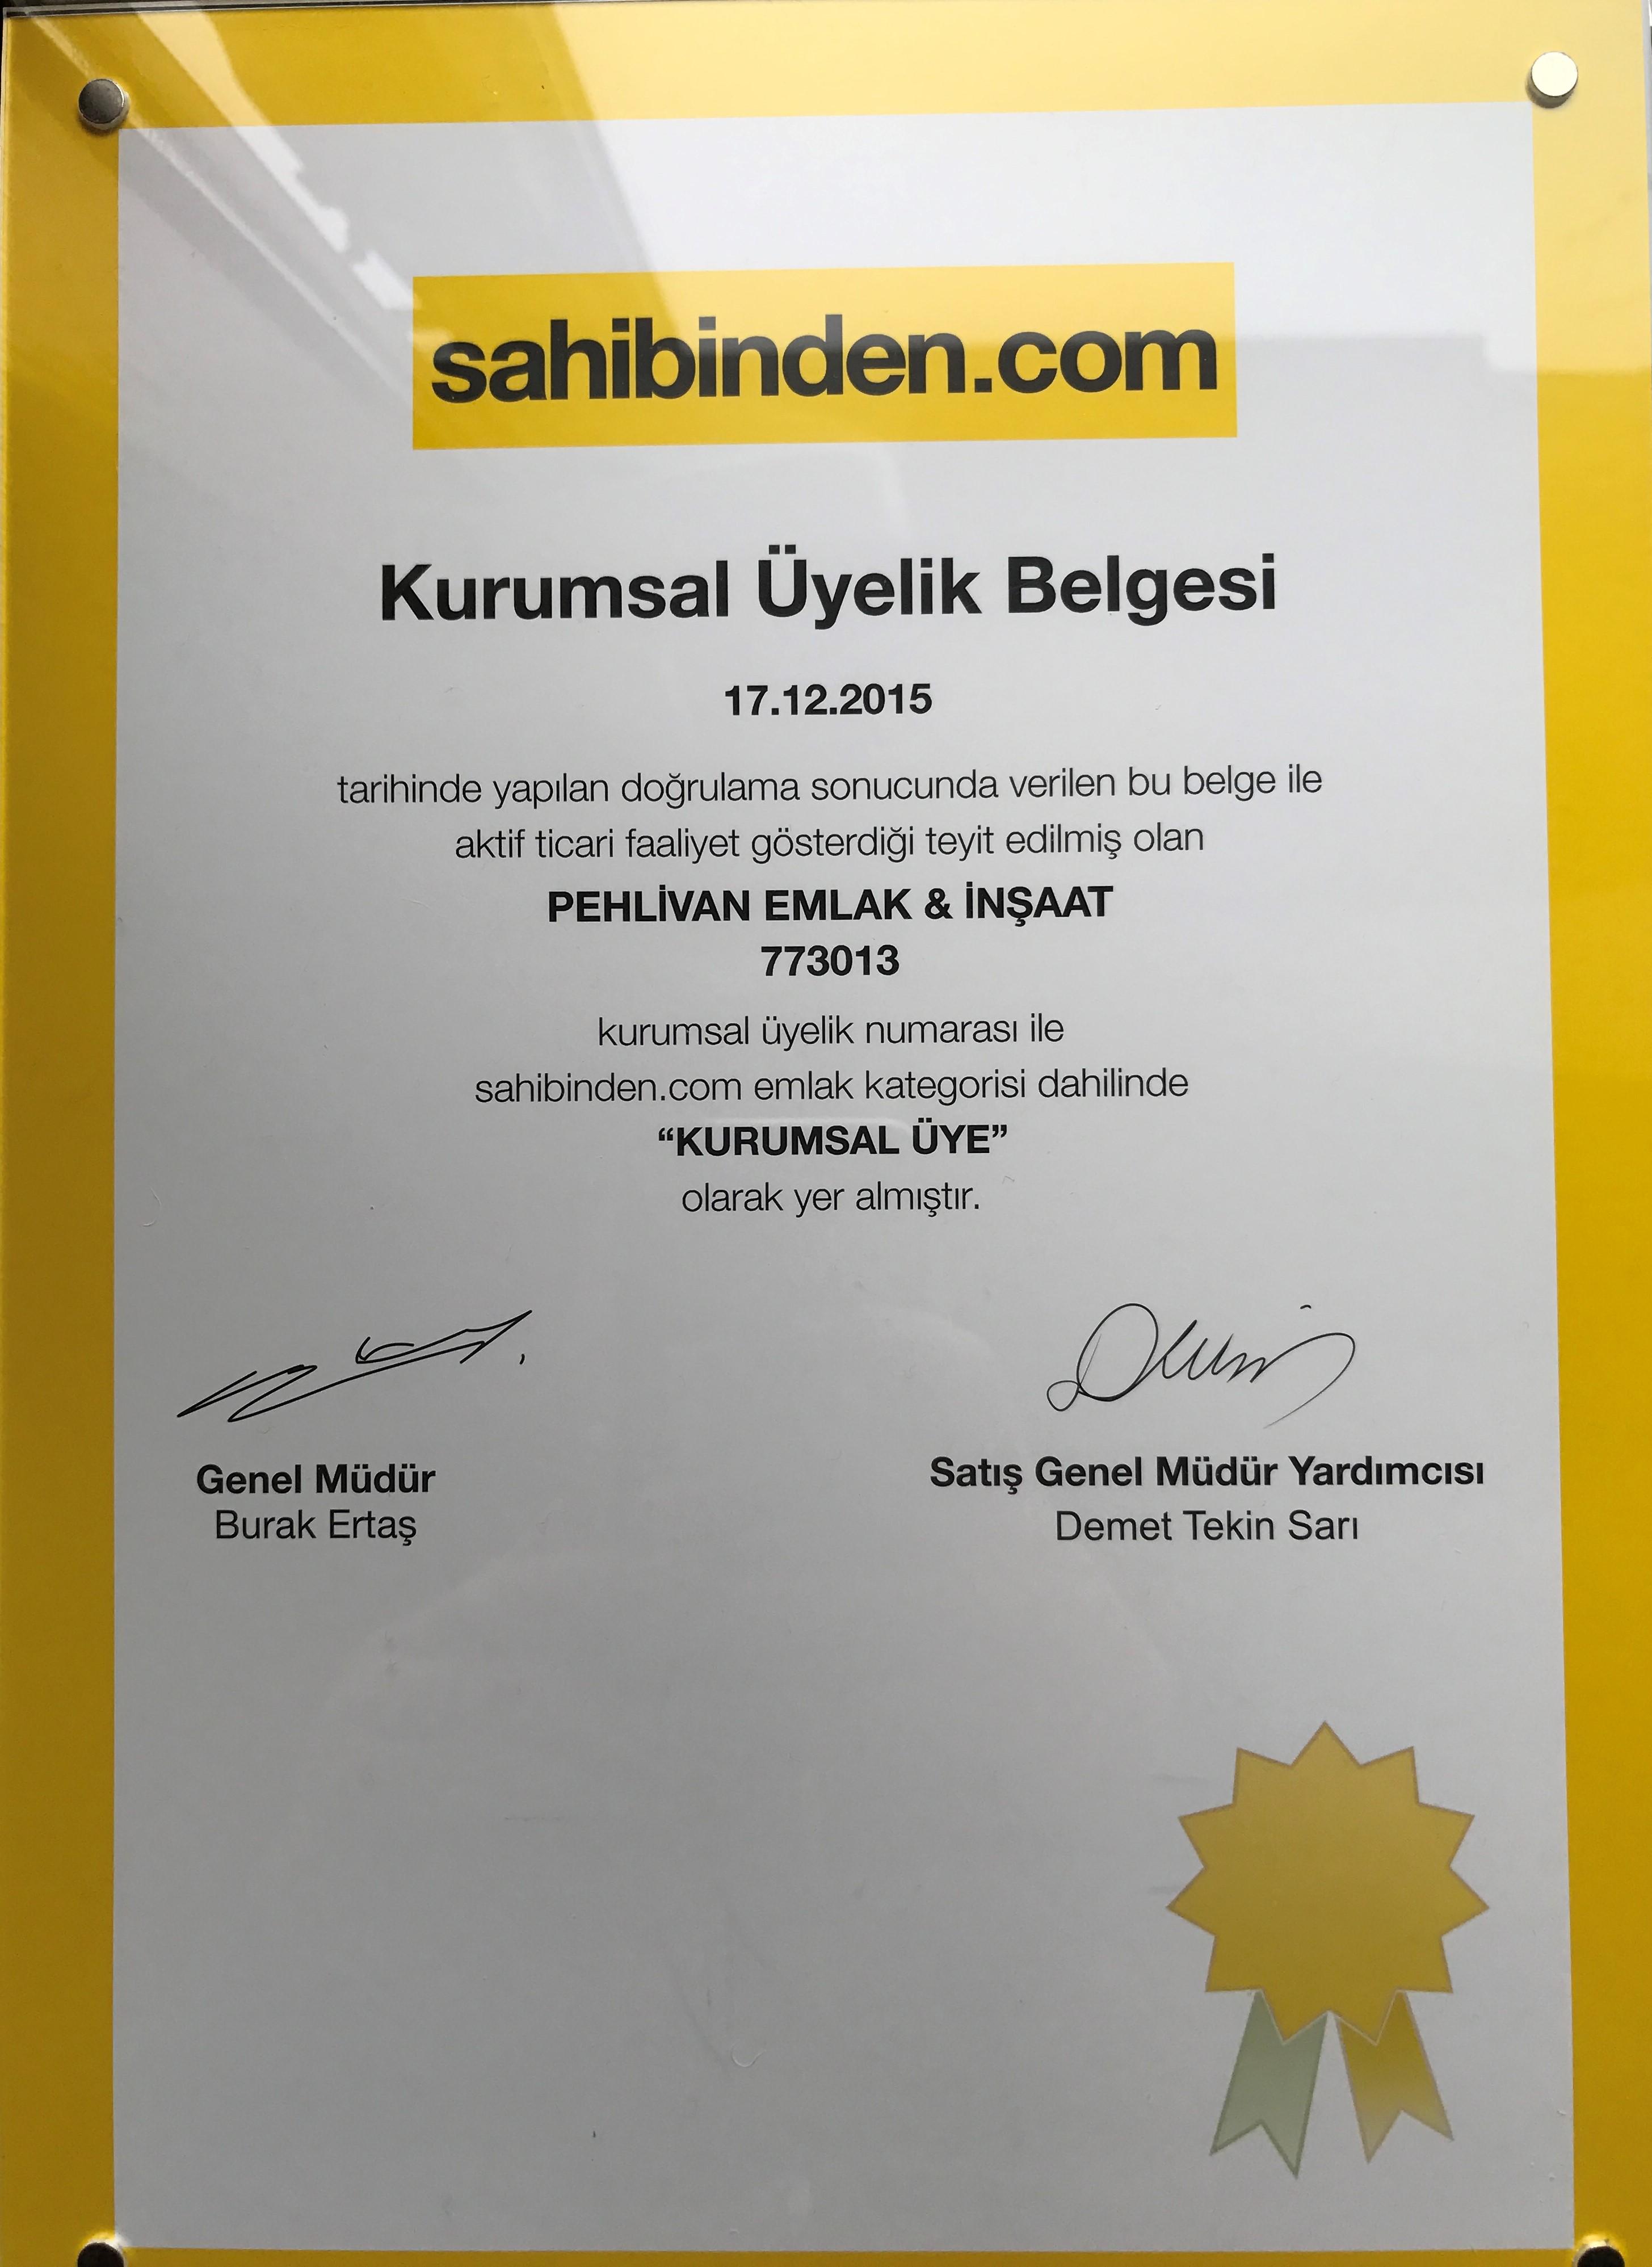 sahibinden.com
Kurumsal Üyelik Belgesi
17.12.2015
tarihinde yapılan doğrulama sonucunda verilen bu belge ile
aktif ticari faaliyet gösterdiği teyit edilmiş olan
PEHLİVAN EMLAK & İNŞAAT
773013
kurumsal üyelik numarası ile
sahibinden.com emlak kategorisi dahilinde
“KURUMSAL ÜYE”
olarak yer almıştır.
Genel Müdür
Burak Ertaş
Satış Genel Müdür Yardımcısı
Demet Tekin Sarı